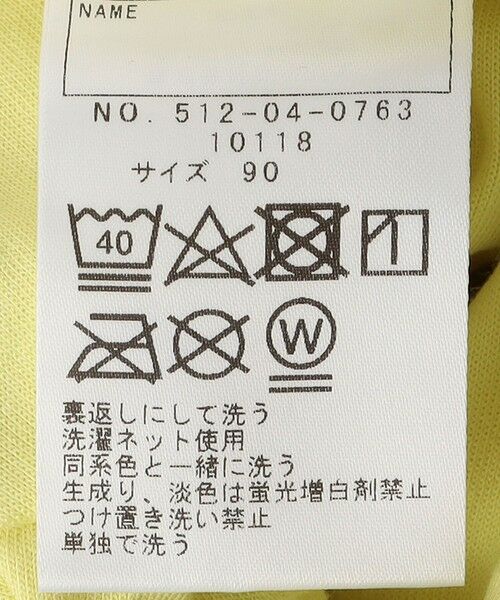 NAME
NO. 512-04-0763
10118
サイズ 90
40
W
裏返しにして洗う
洗濯ネット使用
同系色と一緒に洗う
生成り、淡色は蛍光増白剤禁止
つけ置き洗い禁止
単独で洗う